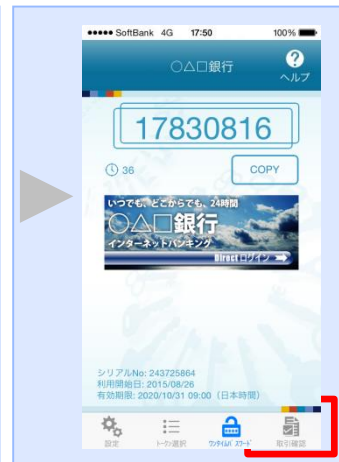 ●●●●● SoftBank 4G 17:50 100%
○△□銀行
?
ヘルプ
17830816
36
COPY
いつでも、どこからでも、24時間
○△□銀行
インターネットバンキング
Direct ログイン
シリアルNo: 243725864
利用開始日: 2015/08/26
有効期限: 2020/10/31 09:00（日本時間）
設定 トークン選択 ワンタイムパスワード 取引確認